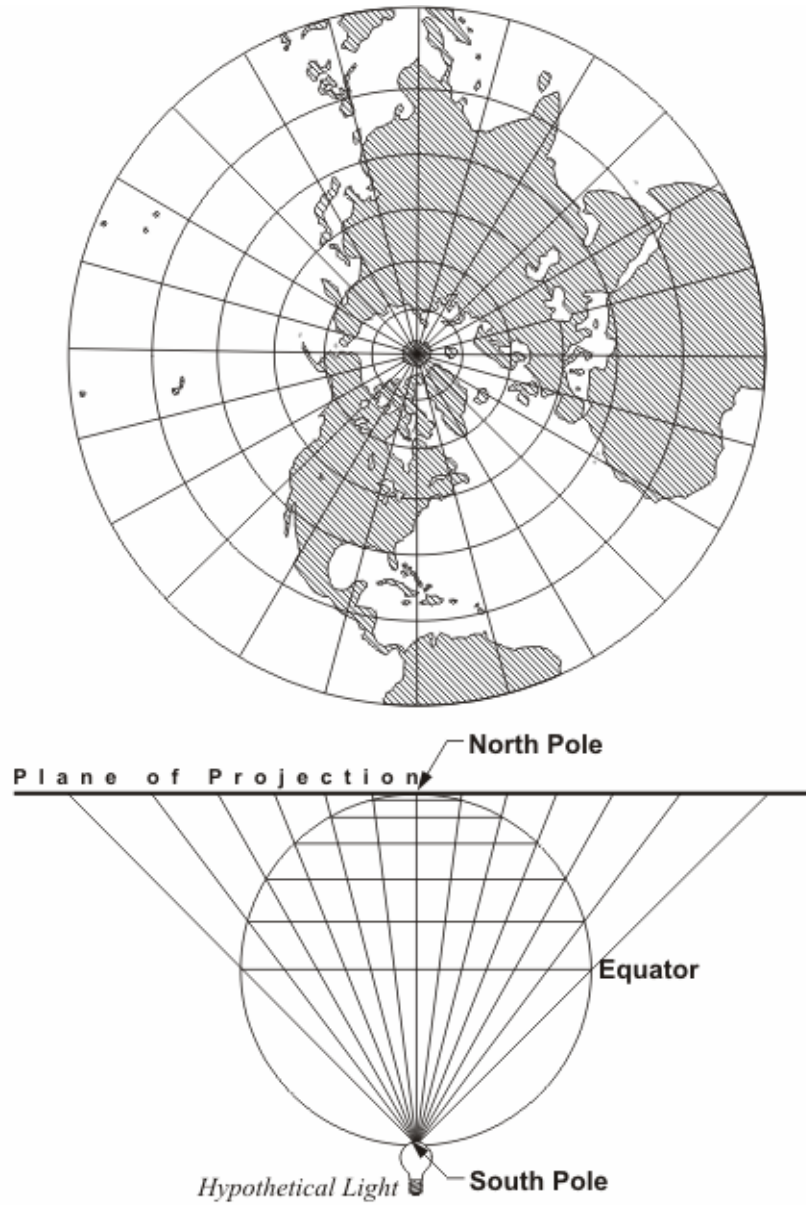 North Pole
Plane of Projection
Equator
South Pole
Hypothetical Light